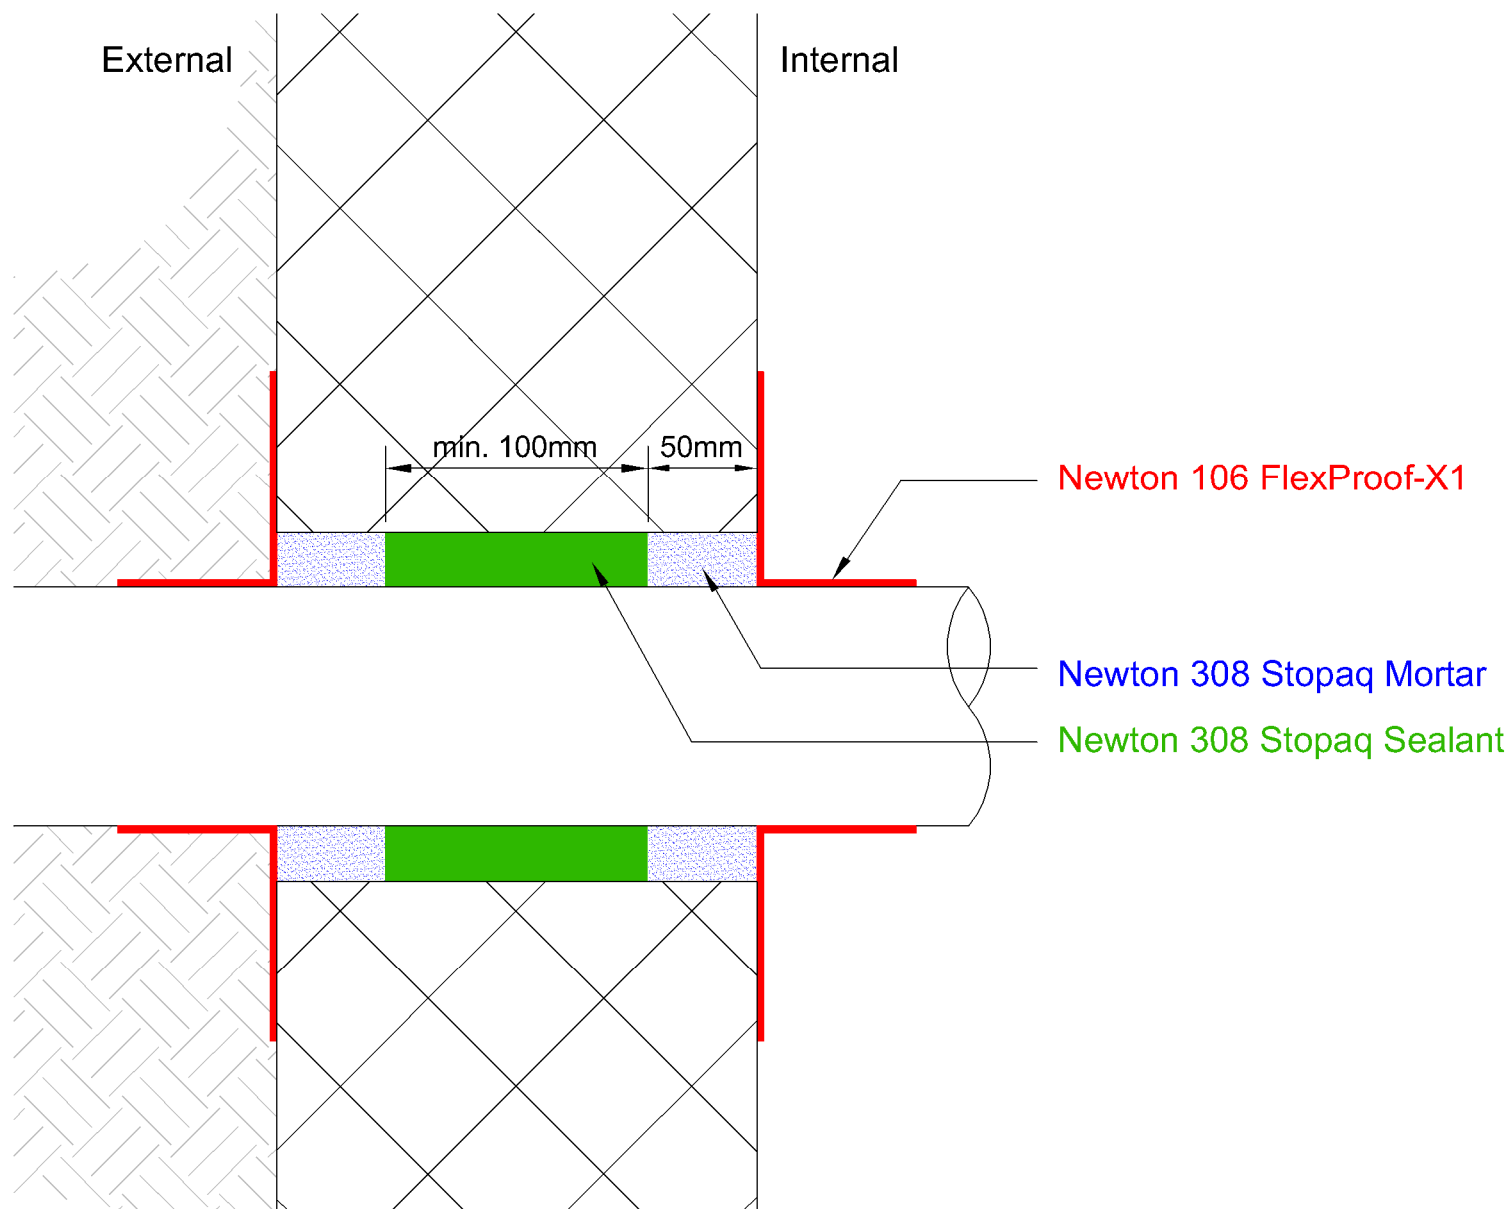 External
Internal
min. 100mm
50mm
Newton 106 FlexProof-X1
Newton 308 Stopaq Mortar
Newton 308 Stopaq Sealant